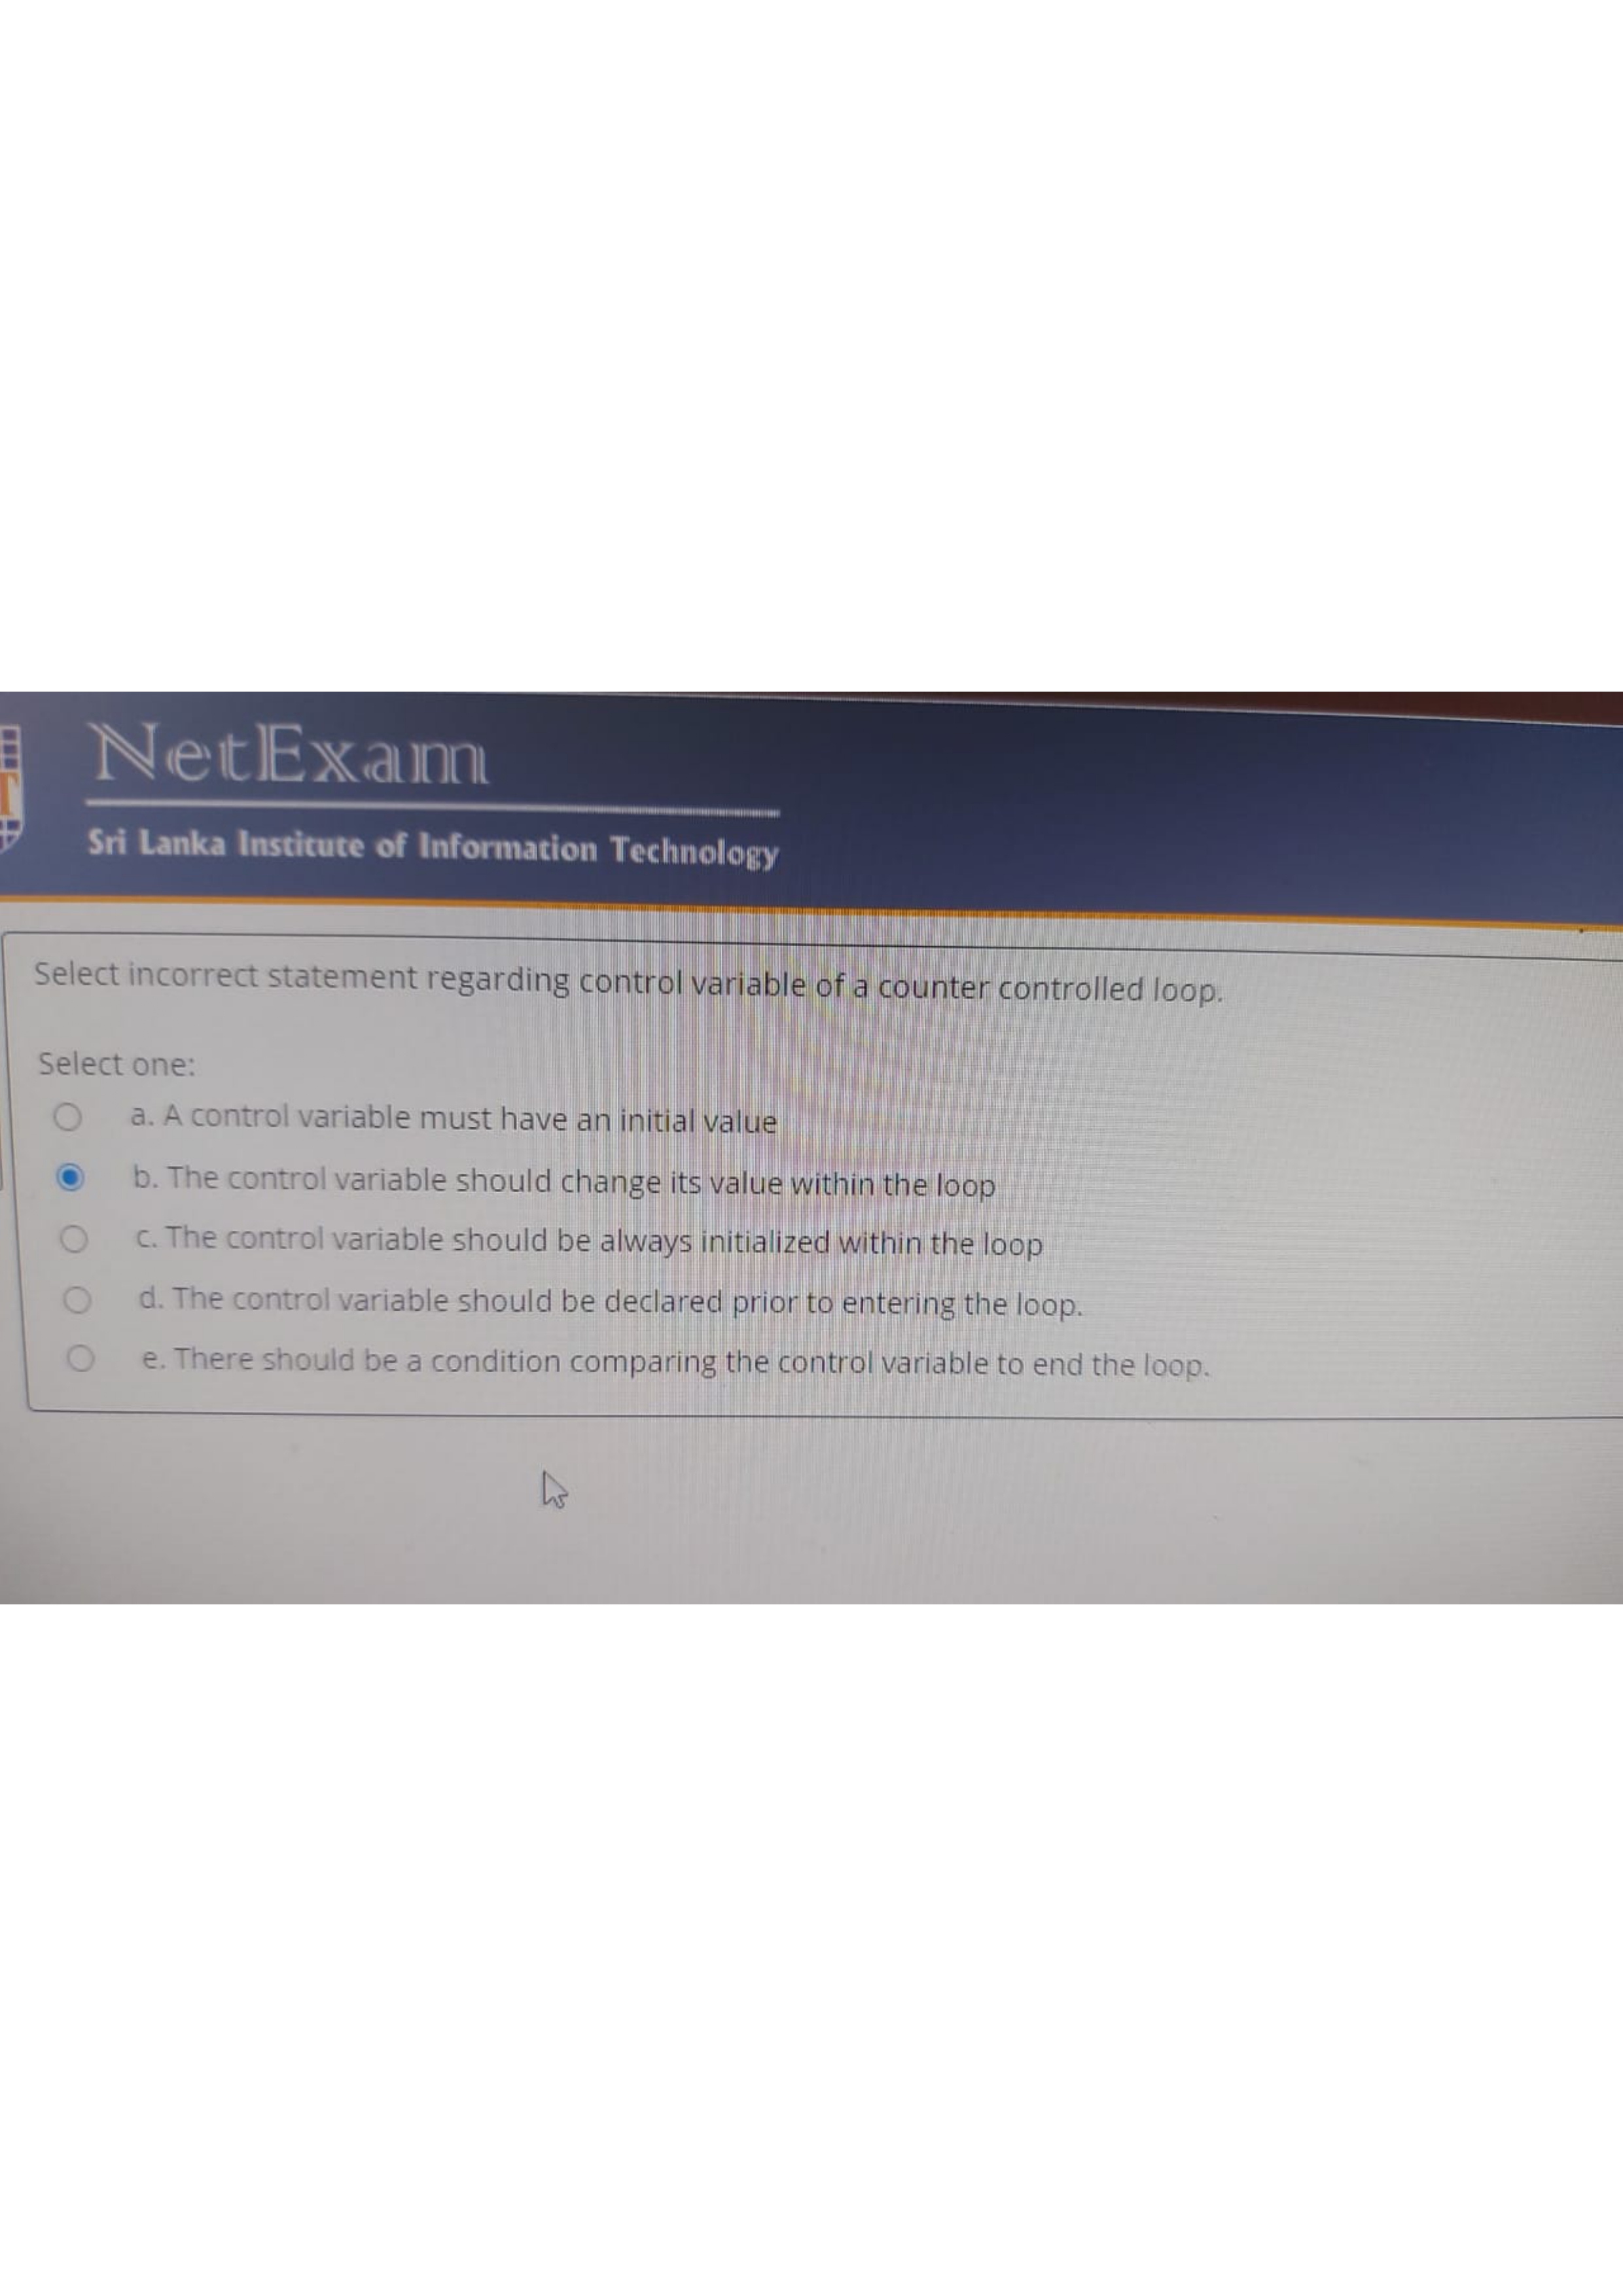 T
NetExam
Sri Lanka Institute of Information Technology
Select incorrect statement regarding control variable of a counter controlled loop.
Select one:
a. A control variable must have an initial value
b. The control variable should change its value within the loop
c. The control variable should be always initialized within the loop
d. The control variable should be declared prior to entering the loop.
e. There should be a condition comparing the control variable to end the loop.